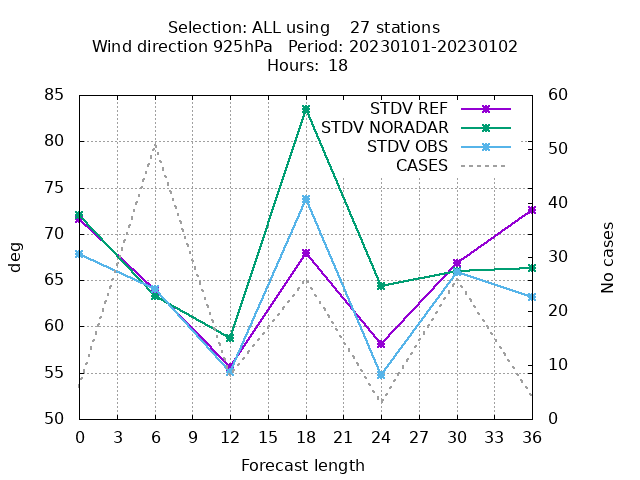 Selection: ALL using    27 stations
Wind direction 925hPa   Period: 20230101-20230102
Hours: 18
STDV REF
STDV NORADAR
STDV OBS
CASES
deg
No cases
85
80
75
70
65
60
55
50
60
50
40
30
20
10
0
0 3 6 9 12 15 18 21 24 27 30 33 36
Forecast length